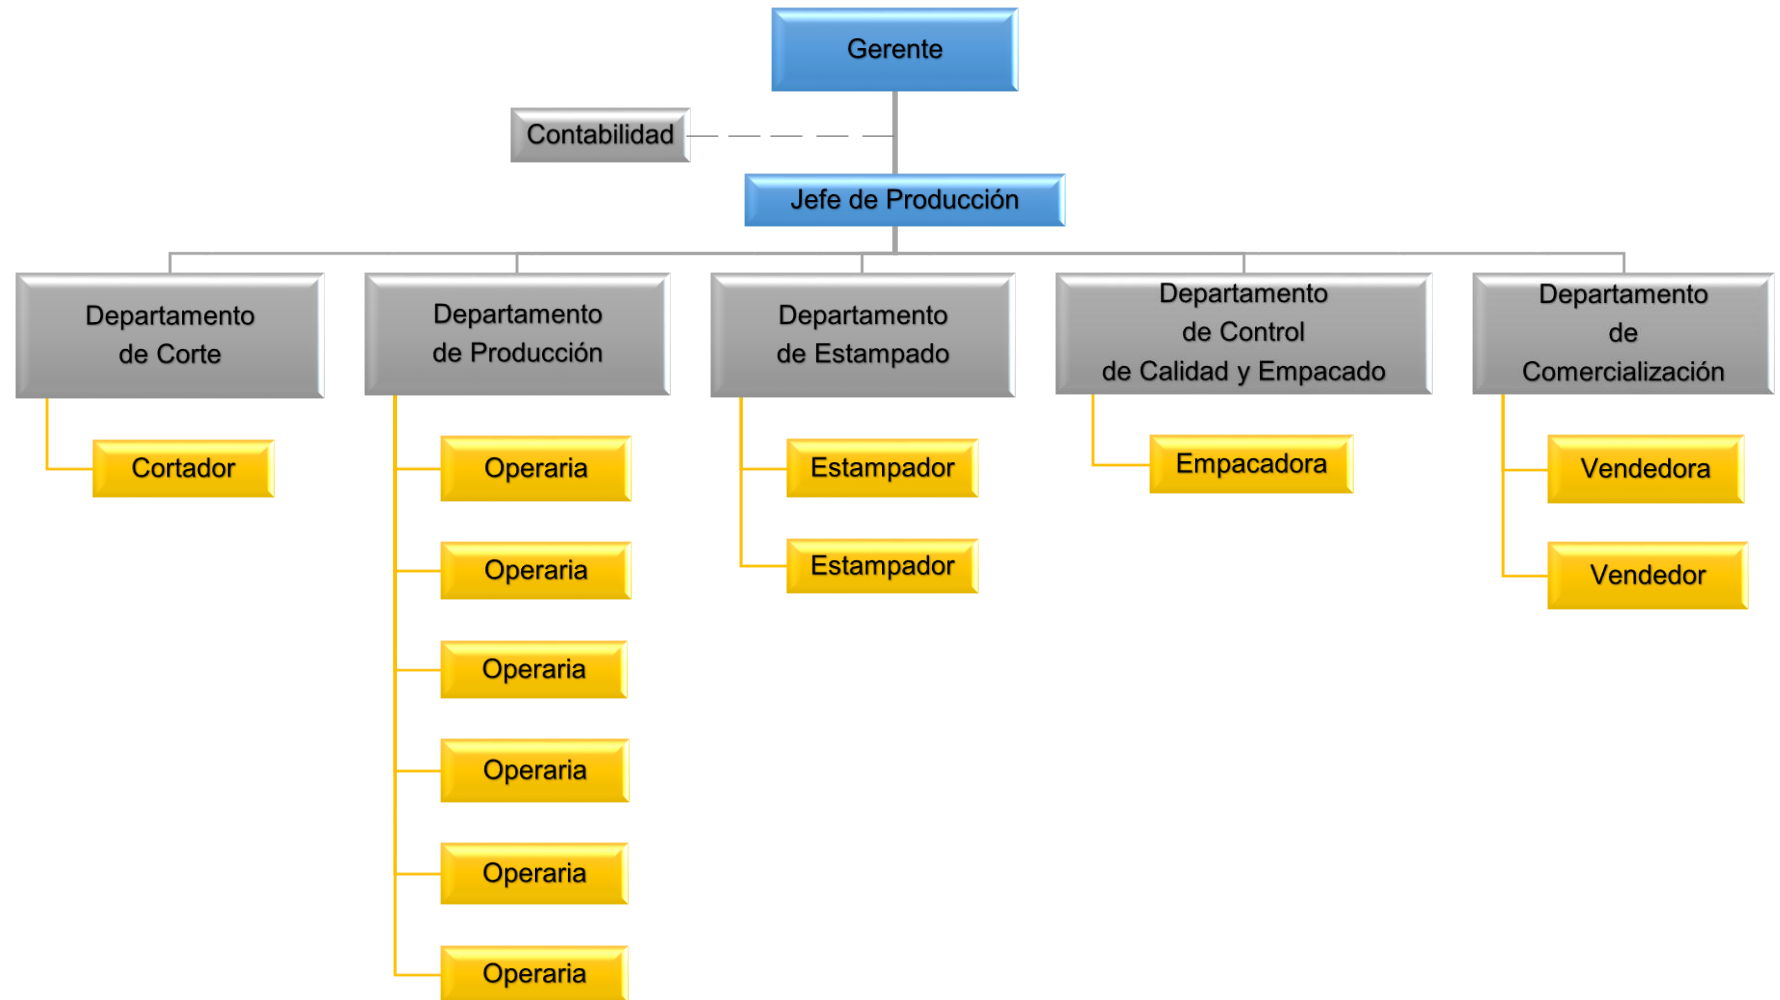 Gerente
Contabilidad
Jefe de Producción
Departamento
de Corte
Departamento
de Producción
Departamento
de Estampado
Departamento
de Control
de Calidad y Empacado
Departamento
de
Comercialización
Cortador
Operaria
Operaria
Operaria
Operaria
Operaria
Operaria
Estampador
Estampador
Empacadora
Vendedora
Vendedor